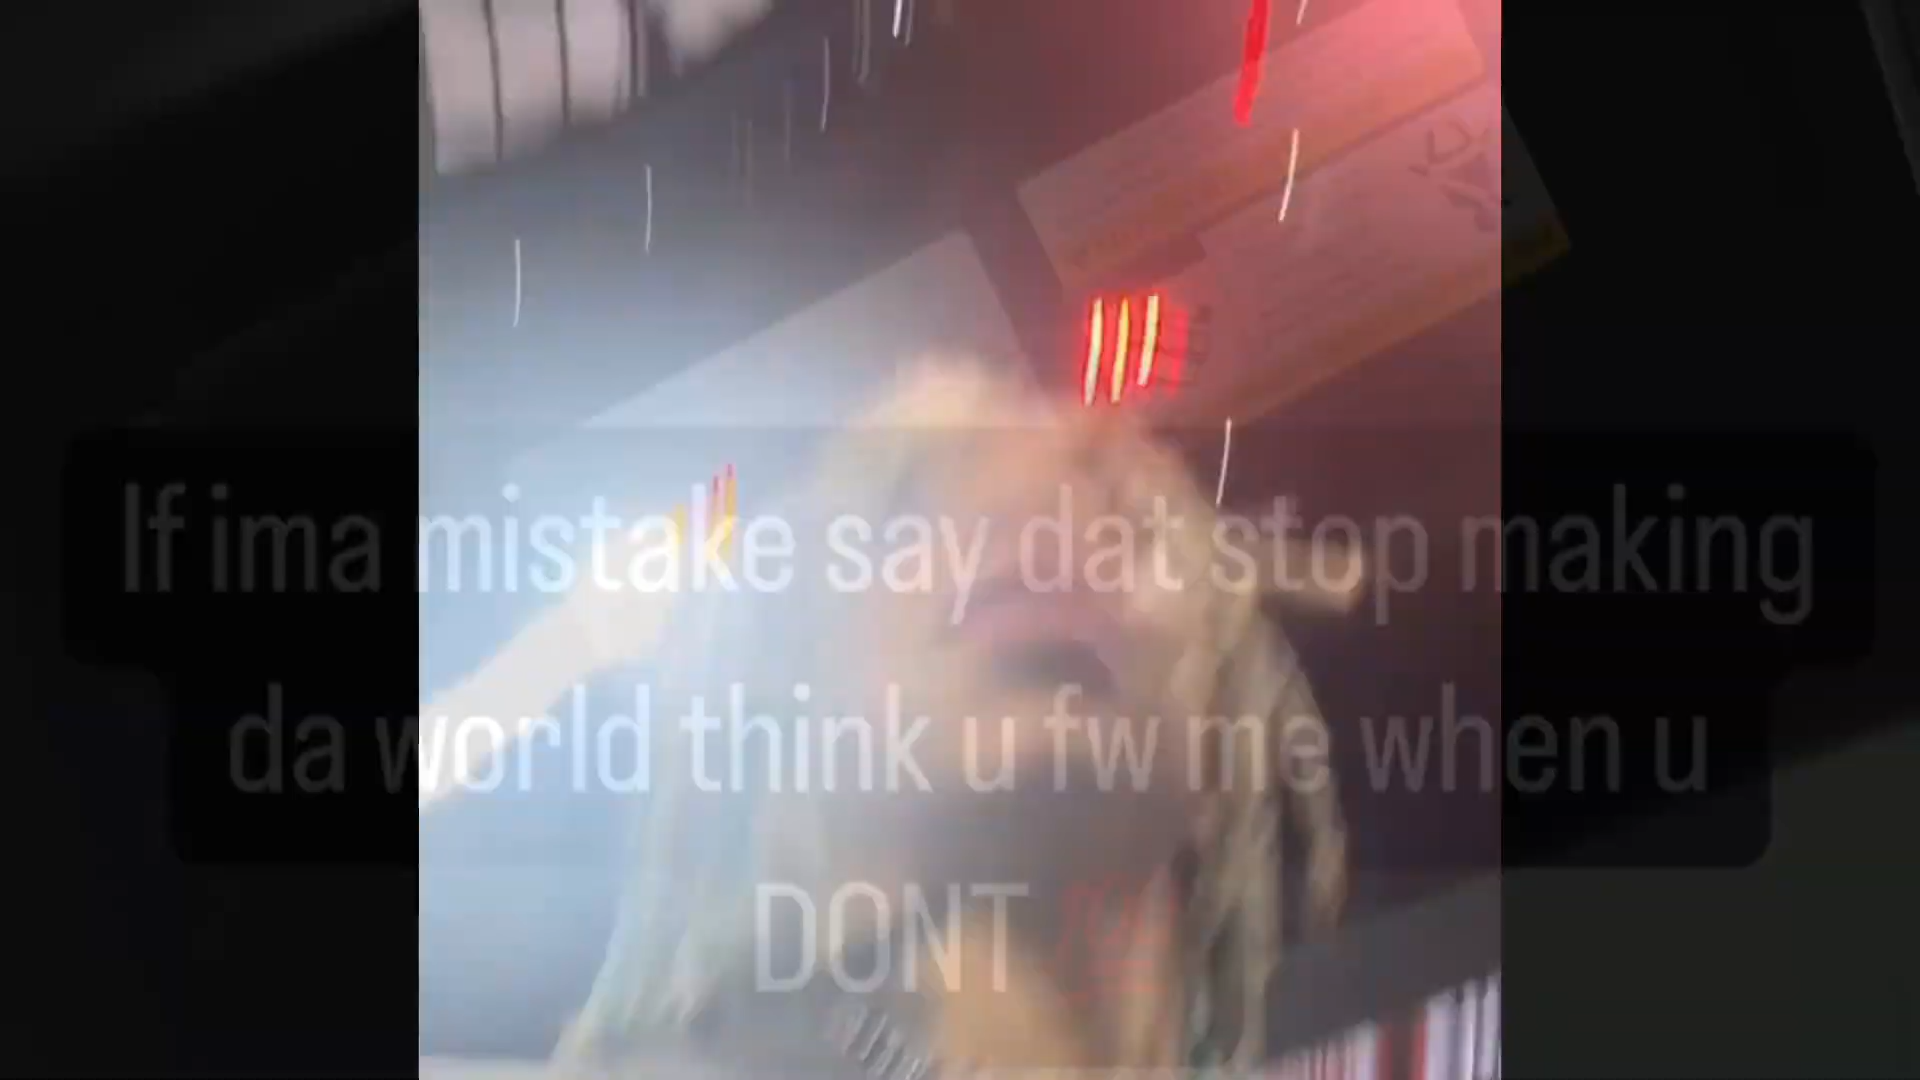 If ima mistake say dat stop making
da world think u fw me when u
DONT 💯